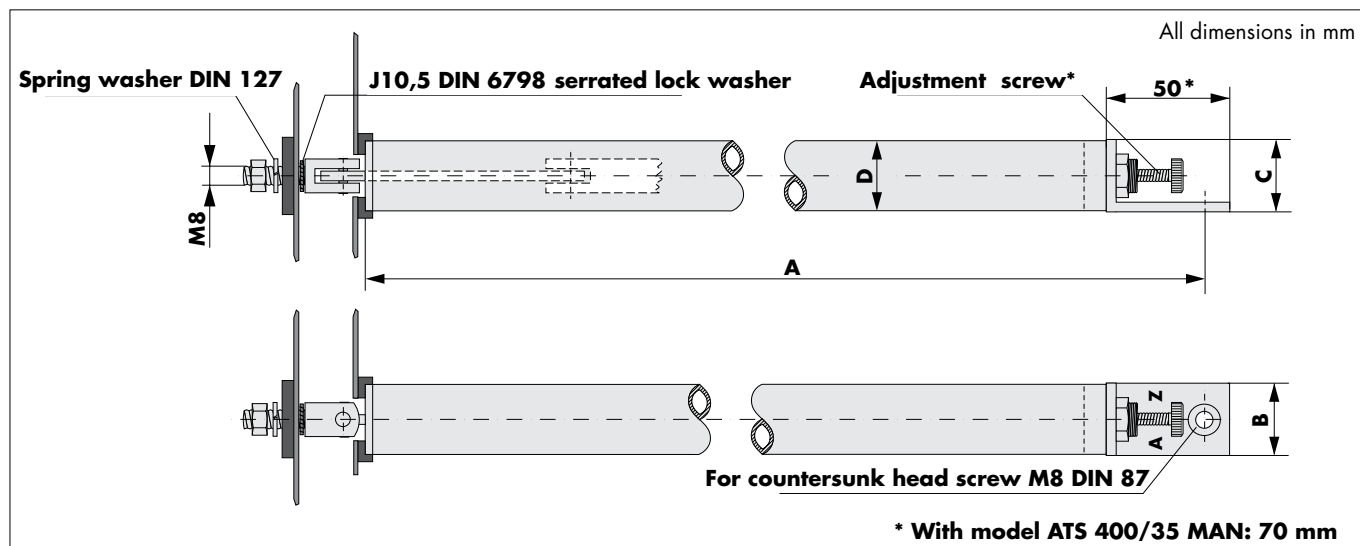 All dimensions in mm
Spring washer DIN 127
J10,5 DIN 6798 serrated lock washer
Adjustment screw*
50*
M8
D
C
A
Z
A
B
For countersunk head screw M8 DIN 87
* With model ATS 400/35 MAN: 70 mm